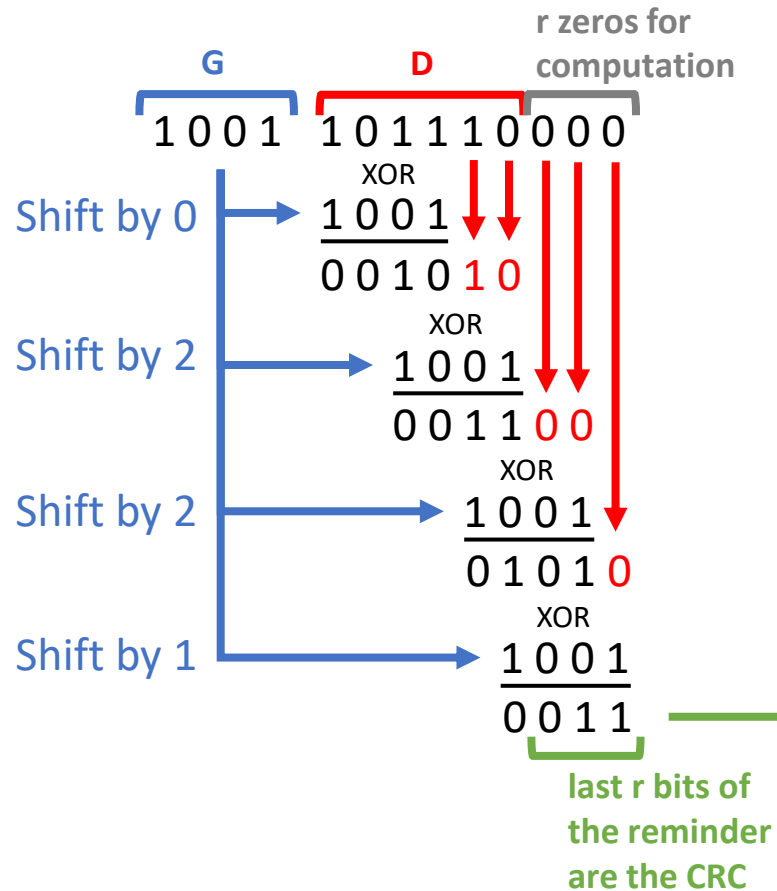 r zeros for
computation
G
D
1 0 0 1 1 0 1 1 1 0 0 0 0
XOR
Shift by 0
1 0 0 1
0 0 1 0 1 0
XOR
Shift by 2
1 0 0 1
0 0 1 1 0 0
XOR
Shift by 2
1 0 0 1
0 1 0 1 0
XOR
Shift by 1
1 0 0 1
0 0 1 1
last r bits of
the reminder
are the CRC